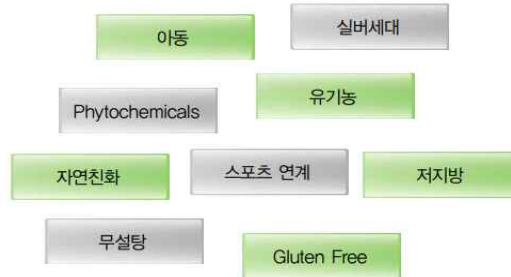 아동
실버세대
Phytochemicals
유기농
자연친화
스포츠 연계
저지방
무설탕
Gluten Free